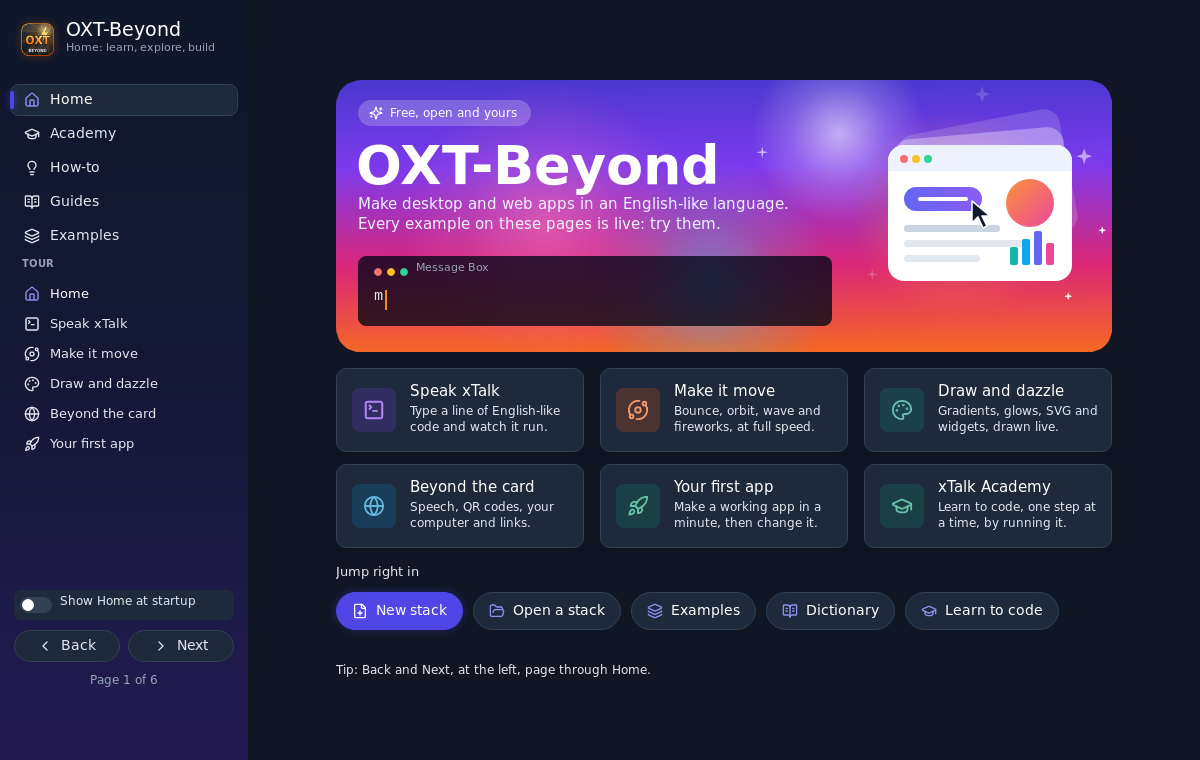 OXT
BEYOND
OXT-Beyond
Home: learn, explore, build
Home
Academy
How-to
Guides
Examples
TOUR
Home
Speak xTalk
Make it move
Draw and dazzle
Beyond the card
Your first app
Show Home at startup
Back
Next
Page 1 of 6
Free, open and yours
OXT-Beyond
Make desktop and web apps in an English-like language.
Every example on these pages is live: try them.
Message Box
m
Speak xTalk
Type a line of English-like
code and watch it run.
Make it move
Bounce, orbit, wave and
fireworks, at full speed.
Draw and dazzle
Gradients, glows, SVG and
widgets, drawn live.
Beyond the card
Speech, QR codes, your
computer and links.
Your first app
Make a working app in a
minute, then change it.
xTalk Academy
Learn to code, one step at
a time, by running it.
Jump right in
New stack
Open a stack
Examples
Dictionary
Learn to code
Tip: Back and Next, at the left, page through Home.